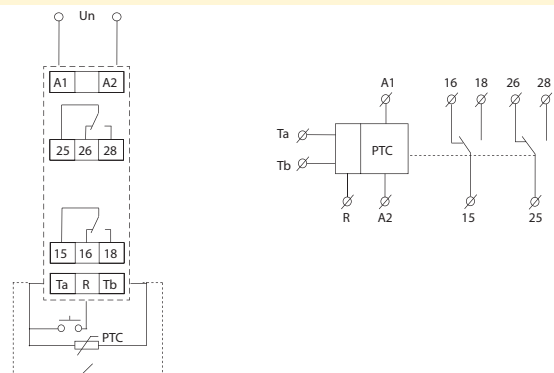 Un
A1 A2
25 26 28
15 16 18
Ta R Tb
PTC
A1 16 18 26 28
Ta
Tb
PTC
R A2 15 25